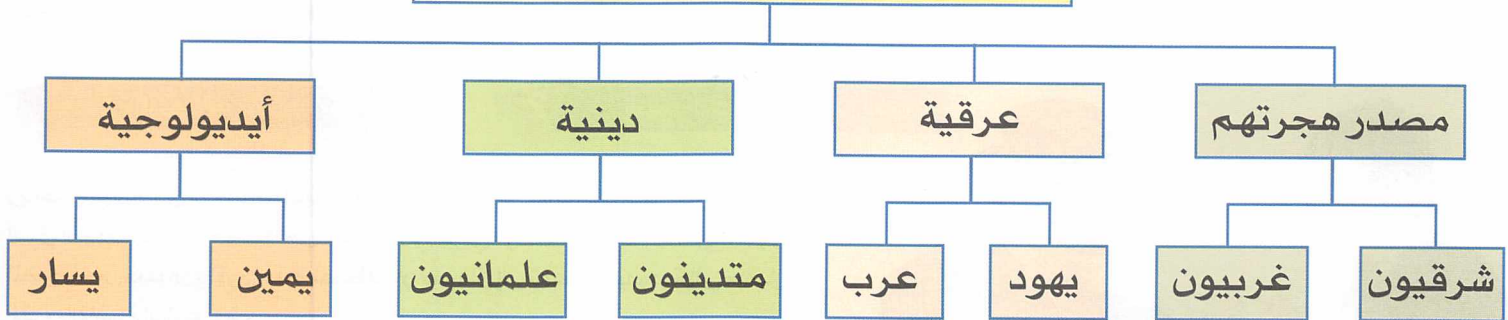 مصدر هجرتهم
عرقية
دينية
أيديولوجية
شرقيون
غربيون
يهود
عرب
متدينون
علمانيون
يمين
يسار